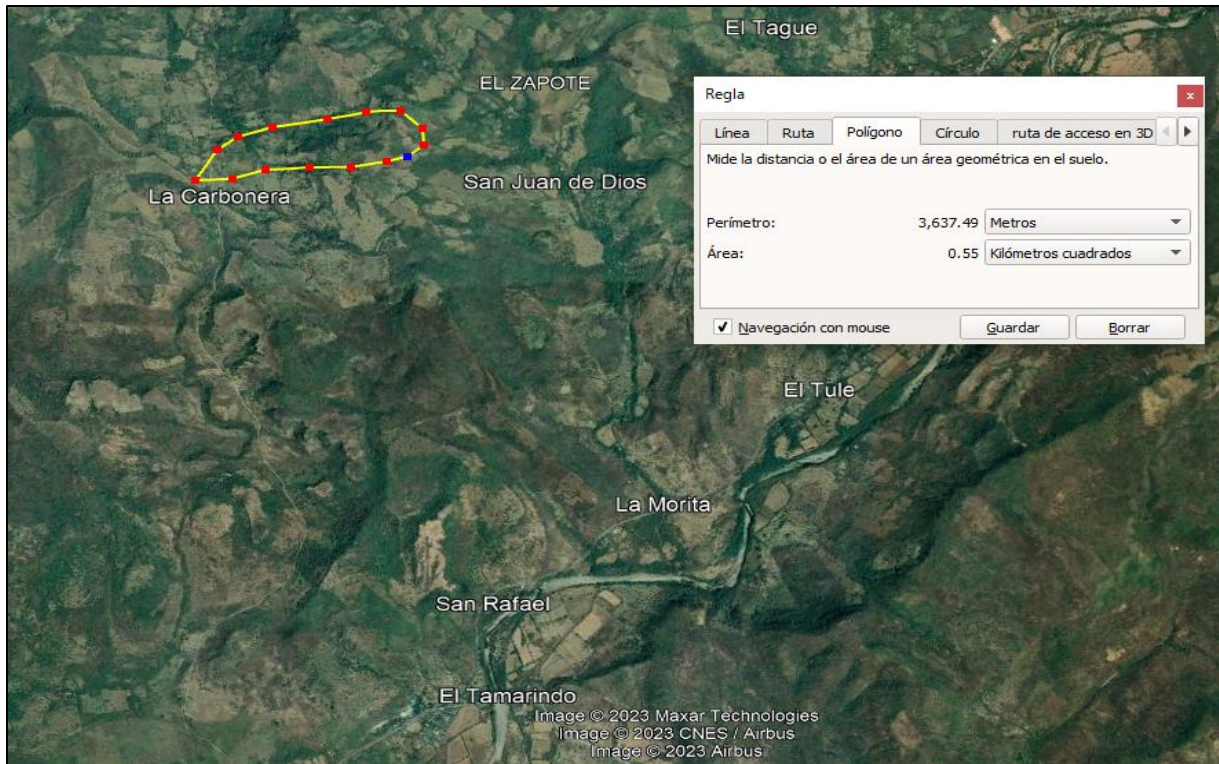 El Tague
EL ZAPOTE
San Juan de Dios
La Carbonera
Regla
x
Línea Ruta Polígono Círculo ruta de acceso en 3D
Mide la distancia o el área de un área geométrica en el suelo.
Perímetro: 3,637.49 Metros
Área: 0.55 Kilómetros cuadrados
Navegación con mouse Guardar Borrar
El Tule
La Morita
San Rafael
El Tamarindo
Image © 2023 Maxar Technologies
Image © 2023 CNES / Airbus
Image © 2023 Airbus